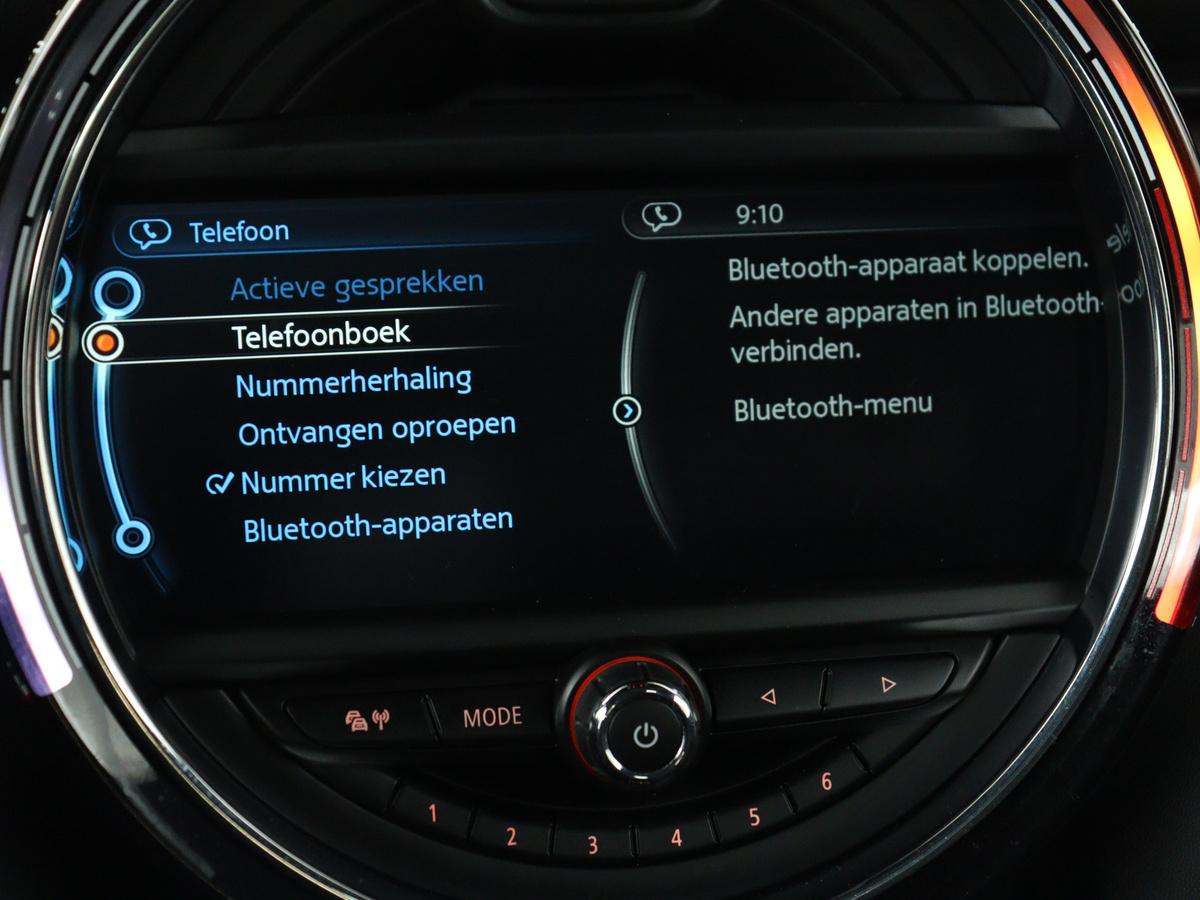 Telefoon
Actieve gesprekken
Telefoonboek
Nummerherhaling
Ontvangen oproepen
Nummer kiezen
Bluetooth-apparaten
9:10
Bluetooth-apparaat koppelen.
Andere apparaten in Bluetooth-
verbinden.
Bluetooth-menu
MODE
1
2
3
4
5
6